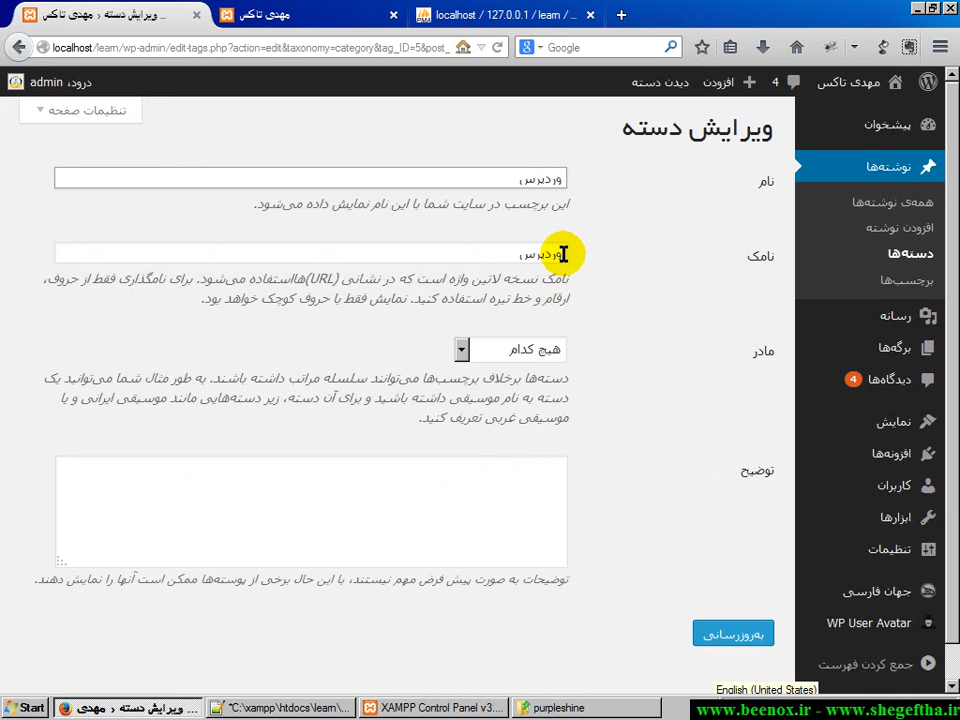 ویرایش دسته ‹ مهدی تاکس _
مهدی تاکس
localhost / 127.0.0.1 / learn / ...
localhost/learn/wp-admin/edit-tags.php?action=edit&taxonomy=category&tag_ID=5&post_
Google
مهدی تاکس
4
افزودن
دیدن دسته
درود، admin
تنظیمات صفحه
پیشخوان
نوشته‌ها
همه‌ی نوشته‌ها
افزودن نوشته
دسته‌ها
برچسب‌ها
رسانه
برگه‌ها
دیدگاه‌ها 4
نمایش
افزونه‌ها
کاربران
ابزارها
تنظیمات
جهان فارسی
WP User Avatar
جمع کردن فهرست
ویرایش دسته
نام
وردپرس
این برچسب در سایت شما با این نام نمایش داده می‌شود.
نامک
وردپرس
نامک نسخه لاتین واژه است که در نشانی (URL)هااستفاده می‌شود. برای نامگذاری فقط از حروف،
ارقام و خط تیره استفاده کنید. نمایش فقط با حروف کوچک خواهد بود.
مادر
هیچ کدام
دسته‌ها برخلاف برچسب‌ها می‌توانند سلسله مراتب داشته باشند. به طور مثال شما می‌توانید یک
دسته به نام موسیقی داشته باشید و برای آن دسته، زیر دسته‌هایی مانند موسیقی ایرانی و یا
موسیقی غربی تعریف کنید.
توضیح
توضیحات به صورت پیش فرض مهم نیستند، با این حال برخی از پوسته‌ها ممکن است آنها را نمایش دهند.
به‌روزرسانی
English (United States)
Start
ویرایش دسته ‹ مهدی ...
*C:\xampp\htdocs\learn\...
XAMPP Control Panel v3....
purpleshine
www.beenox.ir - www.shegeftha.ir